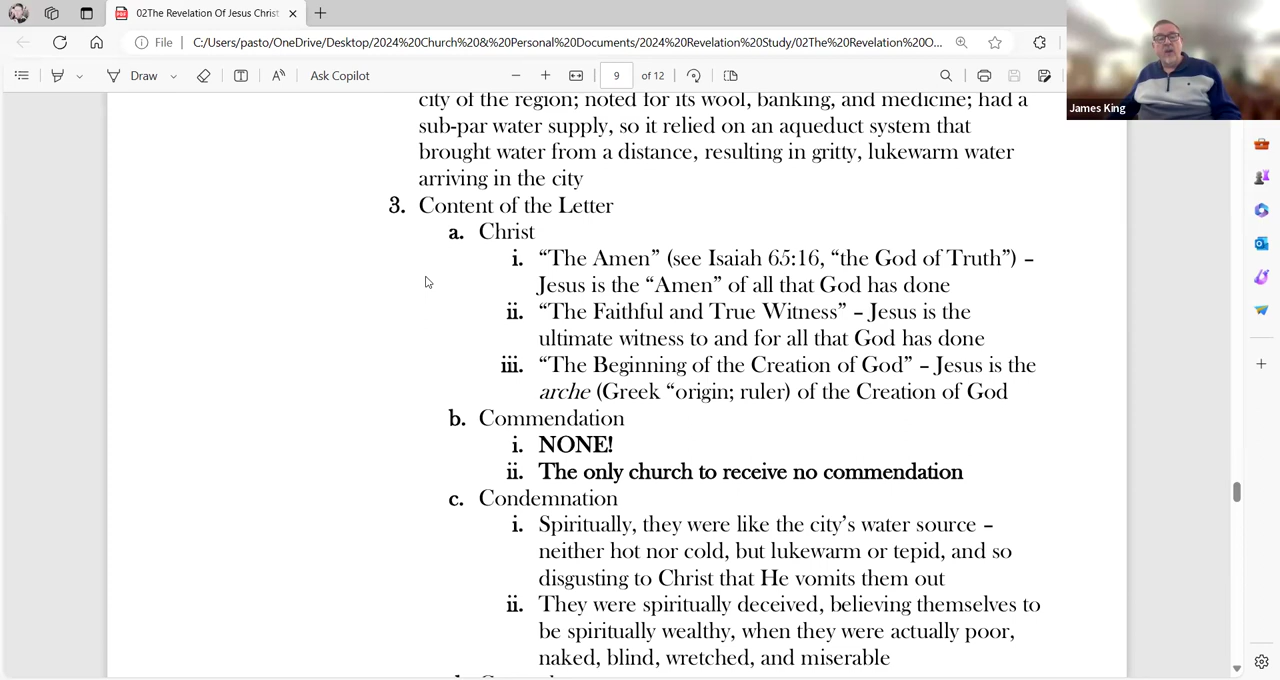 02The Revelation Of Jesus Christ
File
C:/Users/pasto/OneDrive/Desktop/2024%20Church%20&%20Personal%20Documents/2024%20Revelation%20Study/02The%20Revelation%20O...
Draw
Ask Copilot
9 of 12
James King
city of the region; noted for its wool, banking, and medicine; had a
sub-par water supply, so it relied on an aqueduct system that
brought water from a distance, resulting in gritty, lukewarm water
arriving in the city
3. Content of the Letter
a. Christ
i. “The Amen” (see Isaiah 65:16, “the God of Truth”) –
Jesus is the “Amen” of all that God has done
ii. “The Faithful and True Witness” – Jesus is the
ultimate witness to and for all that God has done
iii. “The Beginning of the Creation of God” – Jesus is the
arche (Greek “origin; ruler) of the Creation of God
b. Commendation
i. NONE!
ii. The only church to receive no commendation
c. Condemnation
i. Spiritually, they were like the city’s water source –
neither hot nor cold, but lukewarm or tepid, and so
disgusting to Christ that He vomits them out
ii. They were spiritually deceived, believing themselves to
be spiritually wealthy, when they were actually poor,
naked, blind, wretched, and miserable